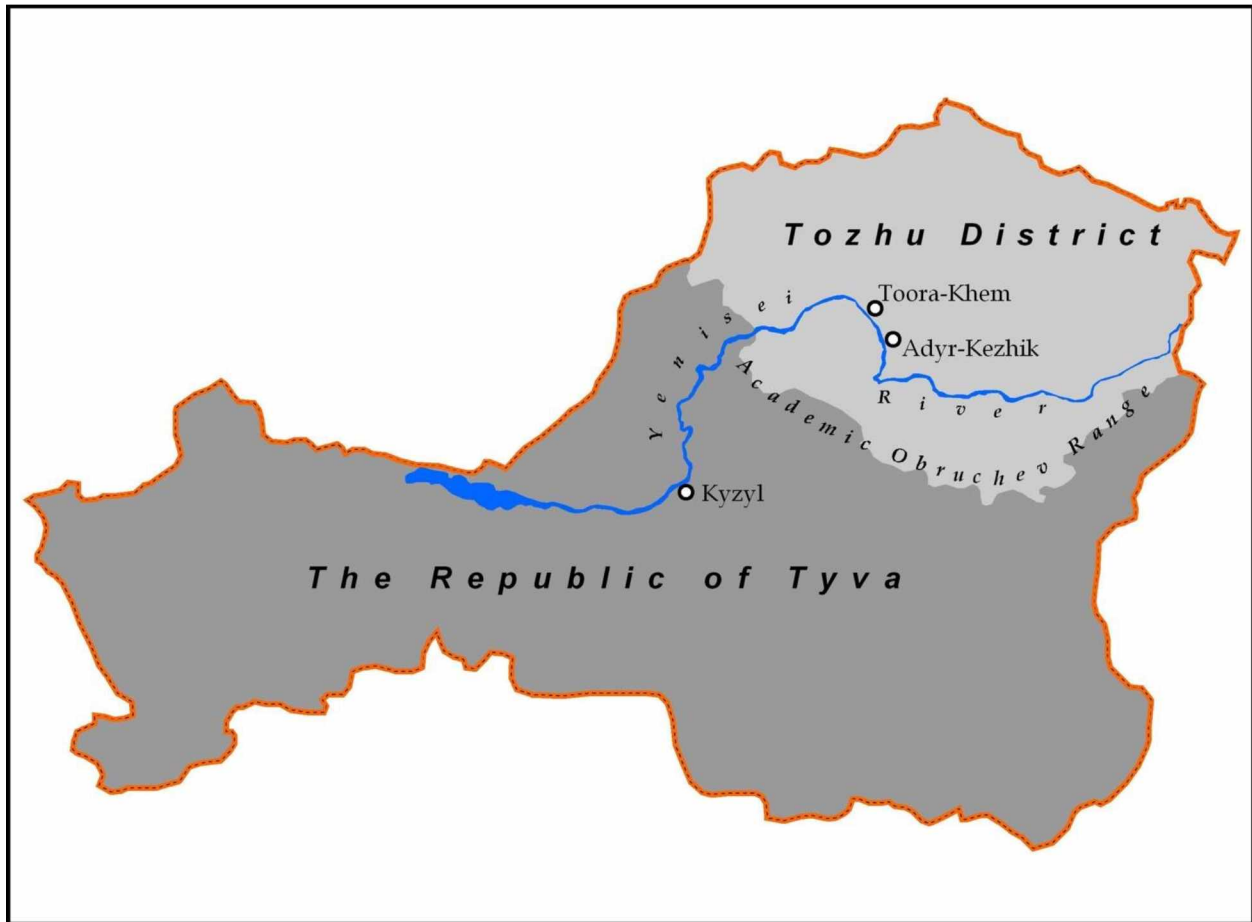 Tozhu District
Toora-Khem
Adyr-Kezhik
Yenisei River
Academic Obruchev Range
Kyzyl
The Republic of Tyva